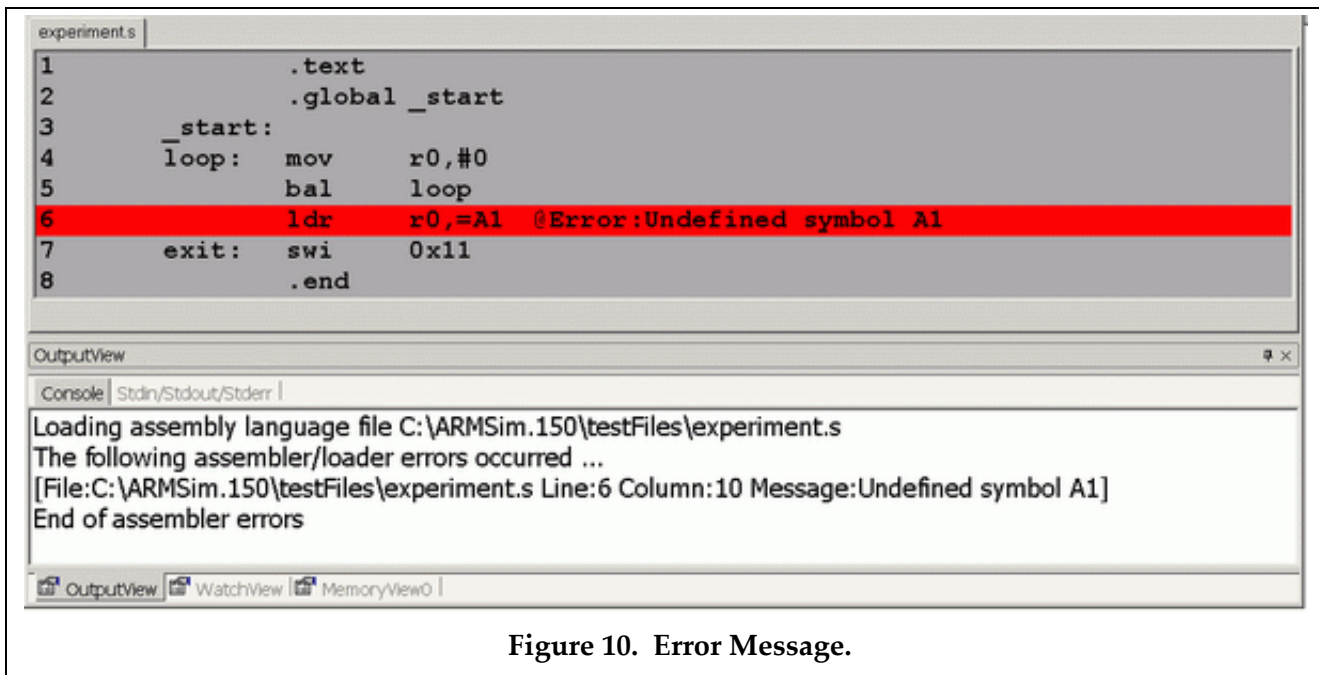 experiment.s
1 .text
2 .global _start
3 _start:
4 loop: mov r0,#0
5 bal loop
6 ldr r0,=A1 @Error:Undefined symbol A1
7 exit: swi 0x11
8 .end
OutputView
Console Stdin/Stdout/Stderr
Loading assembly language file C:\ARMSim.150\testFiles\experiment.s
The following assembler/loader errors occurred ...
[File:C:\ARMSim.150\testFiles\experiment.s Line:6 Column:10 Message:Undefined symbol A1]
End of assembler errors
OutputView WatchView MemoryView0
Figure 10. Error Message.